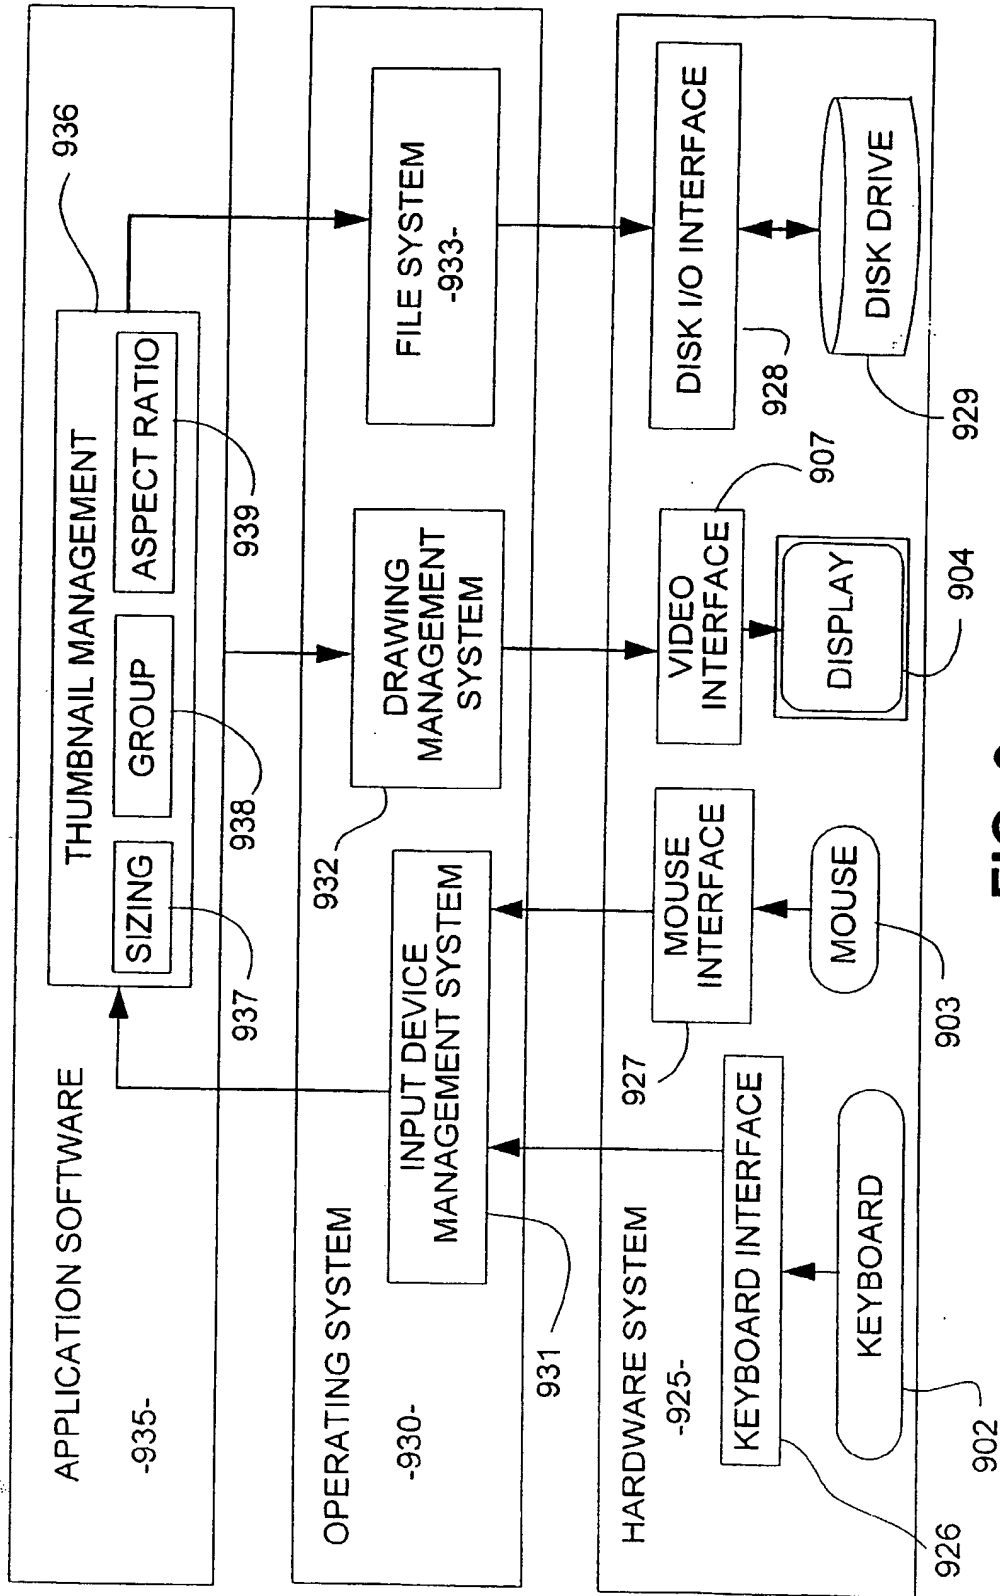 APPLICATION SOFTWARE
-935-
THUMBNAIL MANAGEMENT
936
SIZING
GROUP
ASPECT RATIO
937
938
939
OPERATING SYSTEM
-930-
INPUT DEVICE
MANAGEMENT SYSTEM
931
DRAWING
MANAGEMENT
SYSTEM
932
FILE SYSTEM
-933-
HARDWARE SYSTEM
-925-
KEYBOARD INTERFACE
926
KEYBOARD
902
MOUSE
INTERFACE
927
MOUSE
903
VIDEO
INTERFACE
907
DISPLAY
904
DISK I/O INTERFACE
928
DISK DRIVE
929
FIG.